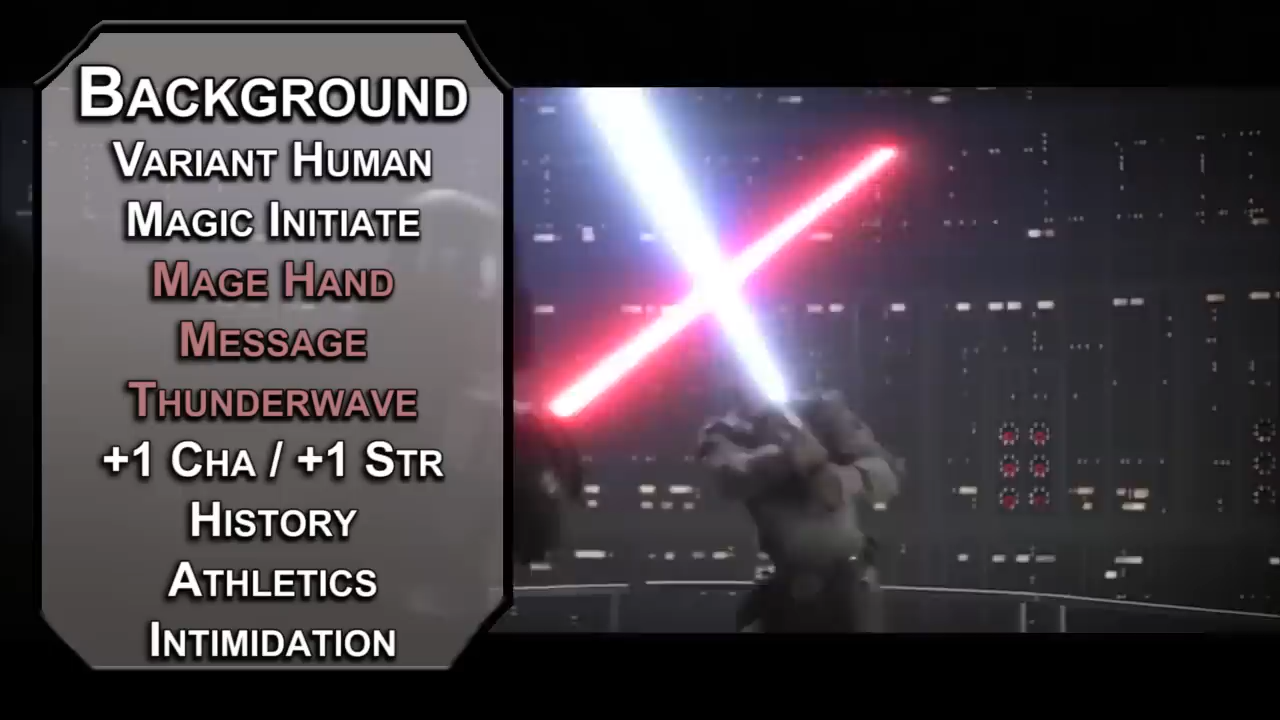 Background
Variant Human
Magic Initiate
Mage Hand
Message
Thunderwave
+1 Cha / +1 Str
History
Athletics
Intimidation